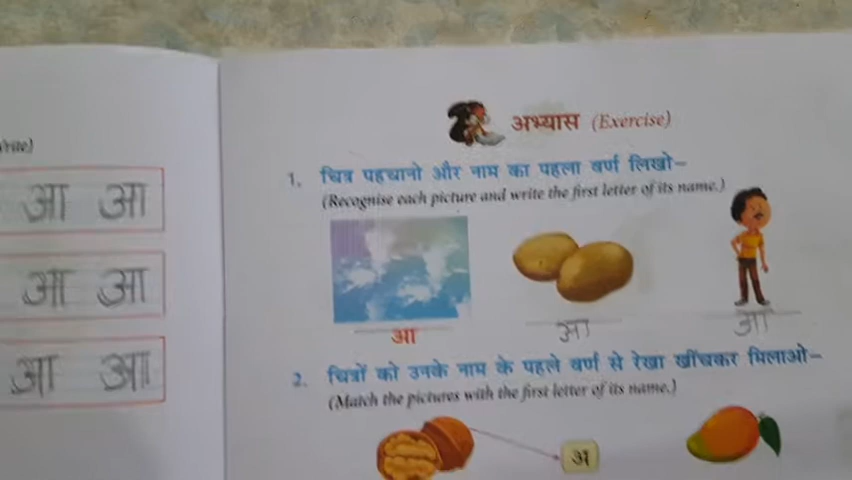 आ आ
आ आ
आ आ
अभ्यास (Exercise)
1. चित्र पहचानो और नाम का पहला वर्ण लिखो–
(Recognise each picture and write the first letter of its name.)
आ आ आ
2. चित्रों को उनके नाम के पहले वर्ण से रेखा खींचकर मिलाओ–
(Match the pictures with the first letter of its name.)
अ